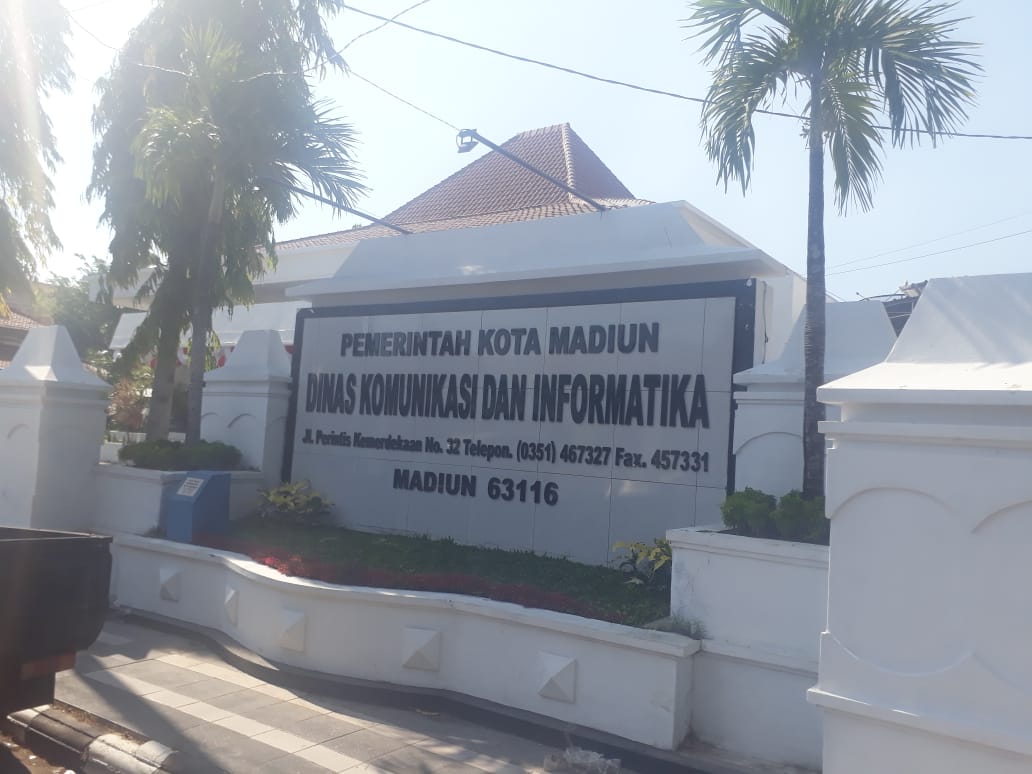 PEMERINTAH KOTA MADIUN
DINAS KOMUNIKASI DAN INFORMATIKA
Jl. Perintis Kemerdekaan No. 32 Telepon. (0351) 467327 Fax. 457331
MADIUN 63116